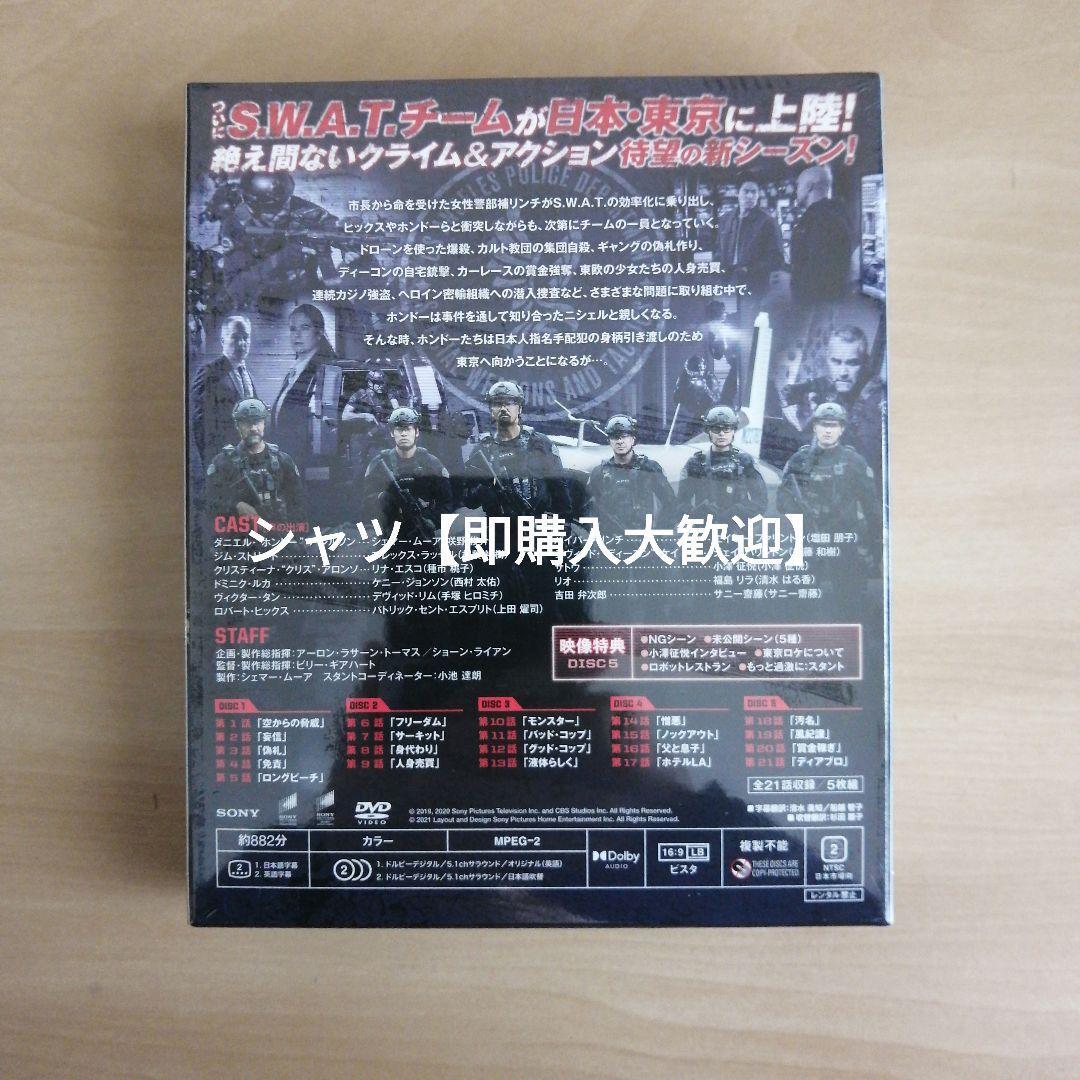 ついに S.W.A.T.チームが日本・東京に上陸!
絶え間ないクライム&アクション 待望の新シーズン!
市長から命を受けた女性警部補リンチがS.W.A.T.の効率化に乗り出し、
ヒックスやホンドーらと衝突しながらも、次第にチームの一員となっていく。
ドローンを使った爆殺、カルト教団の集団自殺、ギャングの偽札作り、
ディーコンの自宅銃撃、カーレースの賞金強奪、東欧の少女たちの人身売買、
連続カジノ強盗、ヘロイン密輸組織への潜入捜査など、さまざまな問題に取り組む中で、
ホンドーは事件を通して知り合ったニシェルと親しくなる。
そんな時、ホンドーたちは日本人指名手配犯の身柄引き渡しのため
東京へ向かうことになるが…。
CAST
シャツ【即購入大歓迎】
クリスティーナ“クリス”アロンソ…… リナ・エスコ(種市 桃子)
ドミニク・ルカ…… ケニー・ジョンソン(西村 太佑)
ヴィクター・タン…… デヴィッド・リム(手塚 ヒロミチ)
ロバート・ヒックス…… パトリック・セント・エスプリト(上田 燿司)
リオ…… 福島 リラ(清水 はる香)
吉田 弁次郎…… サニー齋藤(サニー齋藤)
STAFF
企画・製作総指揮:アーロン・ラサーン・トーマス/ショーン・ライアン
監督・製作総指揮:ビリー・ギアハート
製作:シェマー・ムーア スタントコーディネーター:小池 達朗
映像特典 DISC 5
●NGシーン ●未公開シーン(5種)
●小澤征悦インタビュー ●東京ロケについて
●ロボットレストラン ●もっと過激に:スタント
DISC 1
第1話「空からの脅威」
第2話「妄信」
第3話「偽札」
第4話「免責」
第5話「ロングビーチ」
DISC 2
第6話「フリーダム」
第7話「サーキット」
第8話「身代わり」
第9話「人身売買」
DISC 3
第10話「モンスター」
第11話「バッド・コップ」
第12話「グッド・コップ」
第13話「液体らしく」
DISC 4
第14話「憎悪」
第15話「ノックアウト」
第16話「父と息子」
第17話「ホテルLA」
DISC 5
第18話「汚名」
第19話「風紀課」
第20話「賞金稼ぎ」
第21話「ディアブロ」
全21話収録/5枚組
SONY
DVD VIDEO
© 2019, 2020 Sony Pictures Television Inc. and CBS Studios Inc. All Rights Reserved.
© 2021 Layout and Design Sony Pictures Home Entertainment Inc. All Rights Reserved.
約882分
カラー
MPEG-2
2
1. 日本語字幕
2. 英語字幕
2
1. ドルビーデジタル/5.1chサラウンド/オリジナル(英語)
2. ドルビーデジタル/5.1chサラウンド/日本語吹替
Dolby AUDIO
16:9 LB
ビスタ
複製不能
THESE DISCS ARE COPY-PROTECTED.
2
NTSC
日本市場向
レンタル禁止